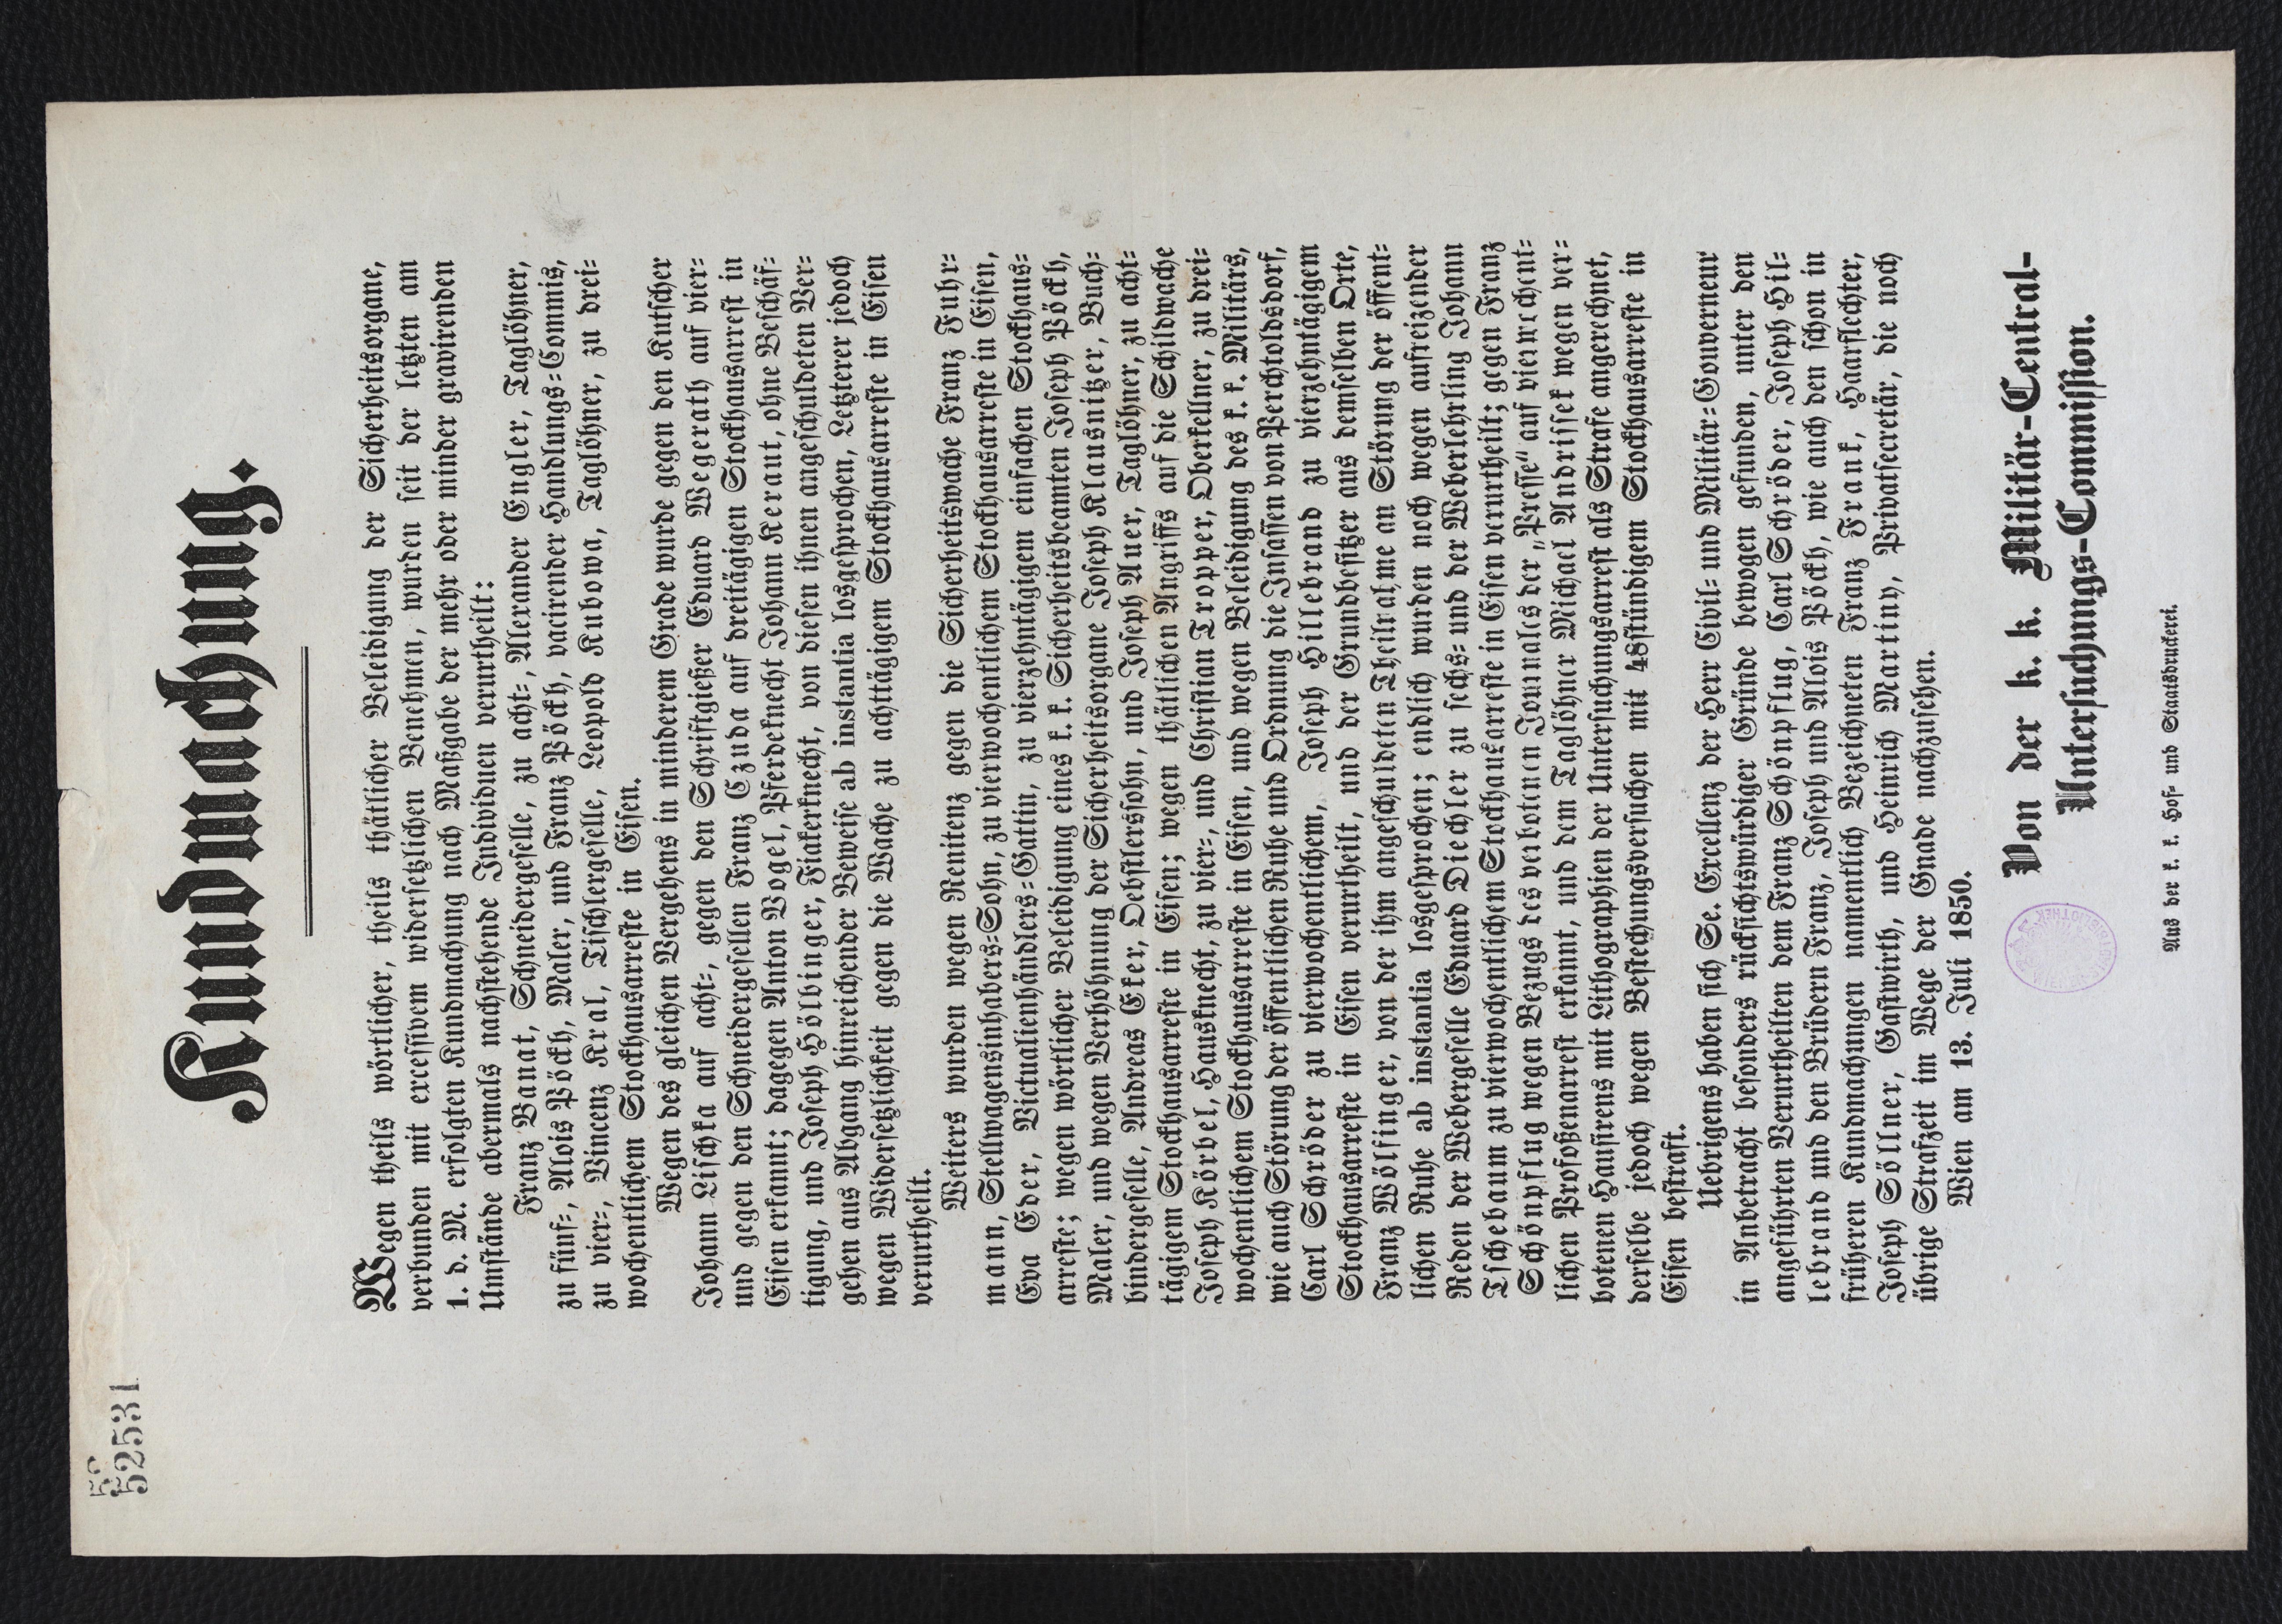 52531
Kundmachung.
Wegen theils wörtlicher, theils thätlicher Beleidigung der Sicherheitsorgane,
verbunden mit excessivem widersetzlichen Benehmen, wurden seit der letzten am
1. d. M. erfolgten Kundmachung nach Maßgabe der mehr oder minder gravirenden
Umstände abermals nachstehende Individuen verurtheilt:
Franz Banat, Schneidergeselle, zu acht=, Alexander Engler, Taglöhner,
zu fünf=, Alois Pöckh, Maler, und Franz Pöckh, vacirender Handlungs=Commis,
zu vier=, Vincenz Kral, Tischlergeselle, Leopold Kubowa, Taglöhner, zu drei=
wochentlichem Stockhausarreste in Eisen.
Wegen des gleichen Vergehens in minderem Grade wurde gegen den Kutscher
Johann Lischka auf acht=, gegen den Schriftgießer Eduard Wegerath auf vier=
und gegen den Schneidergesellen Franz Czuda auf dreitägigen Stockhausarrest in
Eisen erkannt; dagegen Anton Vogel, Pferdeknecht Johann Kerant, ohne Beschäf=
tigung, und Joseph Hölbinger, Fiakerknecht, von diesen ihnen angeschuldeten Ver=
gehen aus Abgang hinreichender Beweise ab instantia losgesprochen, Letzterer jedoch
wegen Widersetzlichkeit gegen die Wache zu achttägigem Stockhausarreste in Eisen
verurtheilt.
Weiters wurden wegen Renitenz gegen die Sicherheitswache Franz Fuhr=
mann, Stellwagensinhabers=Sohn, zu vierwochentlichem Stockhausarreste in Eisen,
Eva Eder, Victualienhändlers=Gattin, zu vierzehntägigem einfachen Stockhaus=
arreste; wegen wörtlicher Beleidigung eines k. k. Sicherheitsbeamten Joseph Pöckh,
Maler, und wegen Verhöhnung der Sicherheitsorgane Joseph Klausnitzer, Buch=
bindergeselle, Andreas Eker, Oebstlerssohn, und Joseph Auer, Taglöhner, zu acht=
tägigem Stockhausarreste in Eisen; wegen thätlichen Angriffs auf die Schildwache
Joseph Körbel, Hausknecht, zu vier=, und Christian Tropper, Oberkellner, zu drei=
wochentlichem Stockhausarreste in Eisen, und wegen Beleidigung des k. k. Militärs,
wie auch Störung der öffentlichen Ruhe und Ordnung die Insassen von Perchtoldsdorf,
Carl Schröder zu vierwochentlichem, Joseph Hillebrand zu vierzehntägigem
Stockhausarreste in Eisen verurtheilt, und der Grundbesitzer aus demselben Orte,
Franz Wölfinger, von der ihm angeschuldeten Theilnahme an Störung der öffent=
lichen Ruhe ab instantia losgesprochen; endlich wurden noch wegen aufreizender
Reden der Webergeselle Eduard Diechler zu sechs= und der Weberlehrling Johann
Tschebaum zu vierwochentlichem Stockhausarreste in Eisen verurtheilt; gegen Franz
Schönpflug wegen Bezugs des verbotenen Journales der „Presse“ auf vierwochent=
lichen Profoßenarrest erkannt, und dem Taglöhner Michael Andrissek wegen ver=
botenen Hausirens mit Lithographien der Untersuchungsarrest als Strafe angerechnet,
derselbe jedoch wegen Bestechungsversuchen mit 48stündigem Stockhausarreste in
Eisen bestraft.
Uebrigens haben sich Se. Excellenz der Herr Civil= und Militär=Gouverneur
in Anbetracht besonders rücksichtswürdiger Gründe bewogen gefunden, unter den
angeführten Verurtheilten dem Franz Schönpflug, Carl Schröder, Joseph Hil=
lebrand und den Brüdern Franz, Joseph und Alois Pöckh, wie auch den schon in
früheren Kundmachungen namentlich Bezeichneten Franz Frank, Haarflechter,
Joseph Söllner, Gastwirth, und Heinrich Martiny, Privatsecretär, die noch
übrige Strafzeit im Wege der Gnade nachzusehen.
Wien am 13. Juli 1850.
Von der k. k. Militär-Central-
Untersuchungs-Commission.
Aus der k. k. Hof= und Staatsdruckerei.